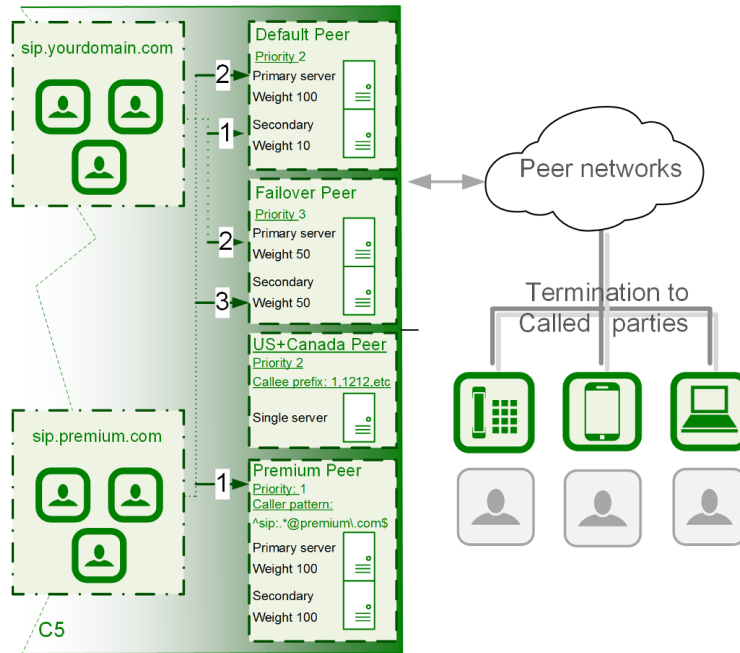 sip.yourdomain.com
Default Peer
Priority 2
Primary server
Weight 100
Secondary
Weight 10
2
1
Failover Peer
Priority 3
Primary server
Weight 50
Secondary
Weight 50
2
3
US+Canada Peer
Priority 2
Callee prefix: 1,1212,etc
Single server
sip.premium.com
Premium Peer
Priority: 1
Caller pattern:
^sip:.*@premium\.com$
Primary server
Weight 100
Secondary
Weight 100
1
C5
Peer networks
Termination to
Called parties